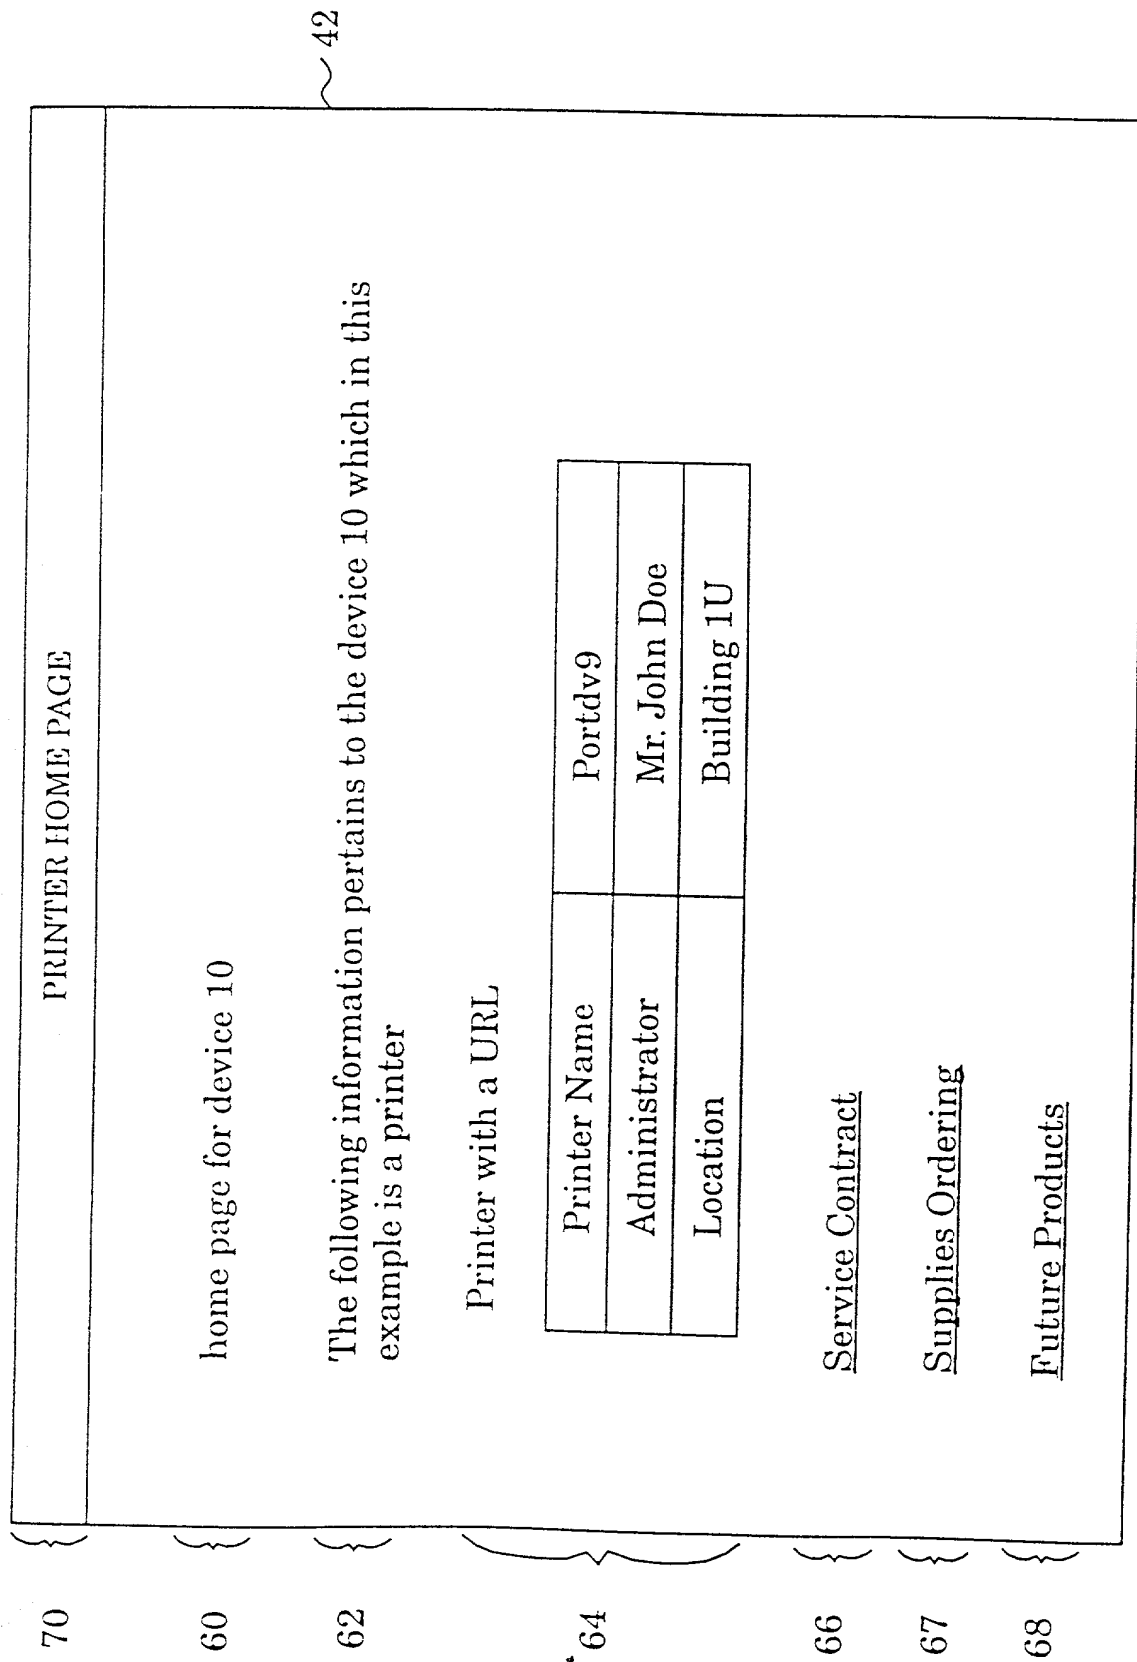 42
70
PRINTER HOME PAGE
60
home page for device 10
62
The following information pertains to the device 10 which in this
example is a printer
64
Printer with a URL
Printer Name Portdv9
Administrator Mr. John Doe
Location Building 1U
66
Service Contract
67
Supplies Ordering
68
Future Products